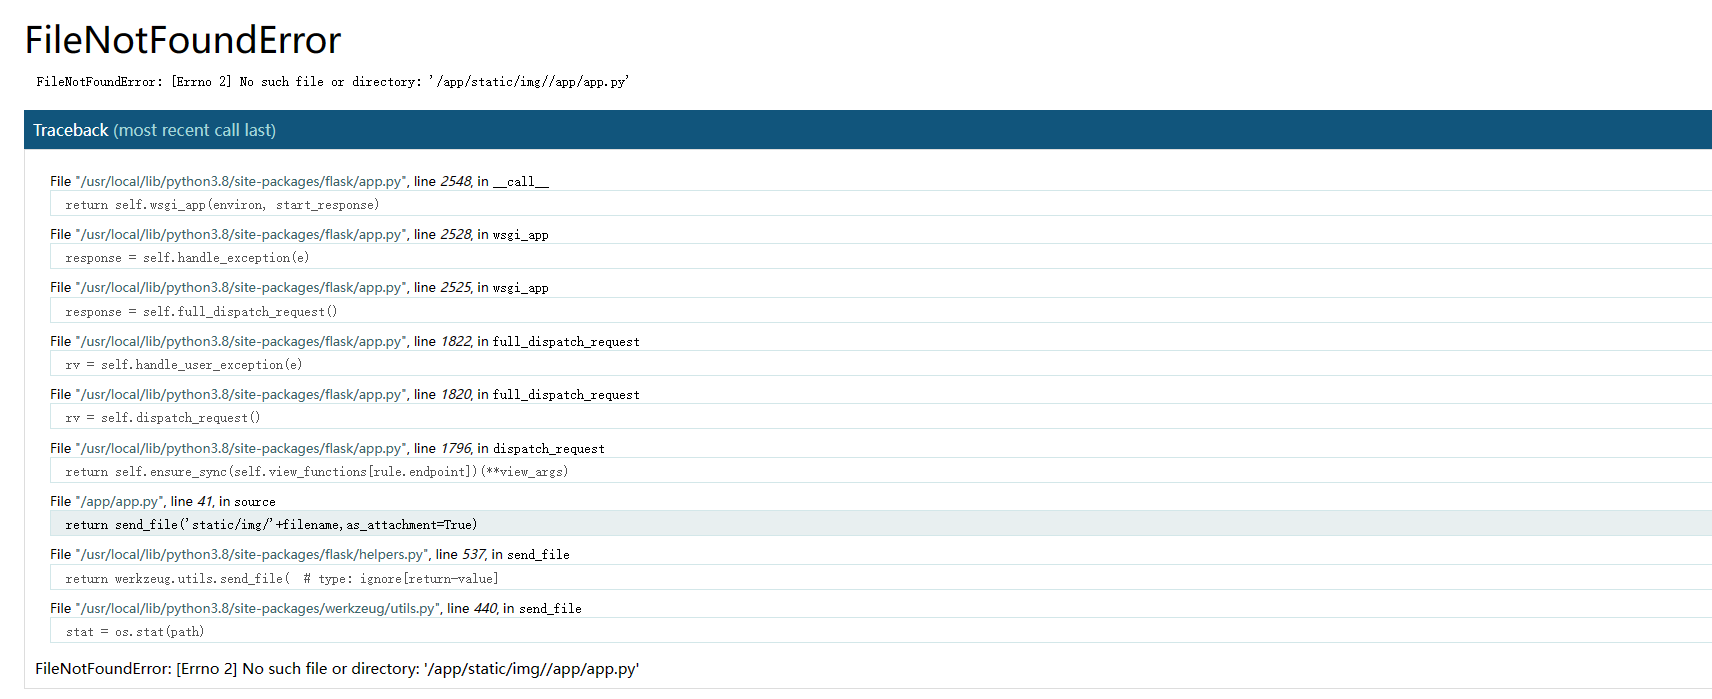 FileNotFoundError
FileNotFoundError: [Errno 2] No such file or directory: '/app/static/img//app/app.py'
Traceback (most recent call last)
File "/usr/local/lib/python3.8/site-packages/flask/app.py", line 2548, in __call__
return self.wsgi_app(environ, start_response)
File "/usr/local/lib/python3.8/site-packages/flask/app.py", line 2528, in wsgi_app
response = self.handle_exception(e)
File "/usr/local/lib/python3.8/site-packages/flask/app.py", line 2525, in wsgi_app
response = self.full_dispatch_request()
File "/usr/local/lib/python3.8/site-packages/flask/app.py", line 1822, in full_dispatch_request
rv = self.handle_user_exception(e)
File "/usr/local/lib/python3.8/site-packages/flask/app.py", line 1820, in full_dispatch_request
rv = self.dispatch_request()
File "/usr/local/lib/python3.8/site-packages/flask/app.py", line 1796, in dispatch_request
return self.ensure_sync(self.view_functions[rule.endpoint])(**view_args)
File "/app/app.py", line 41, in source
return send_file('static/img/'+filename,as_attachment=True)
File "/usr/local/lib/python3.8/site-packages/flask/helpers.py", line 537, in send_file
return werkzeug.utils.send_file(  # type: ignore[return-value]
File "/usr/local/lib/python3.8/site-packages/werkzeug/utils.py", line 440, in send_file
stat = os.stat(path)
FileNotFoundError: [Errno 2] No such file or directory: '/app/static/img//app/app.py'